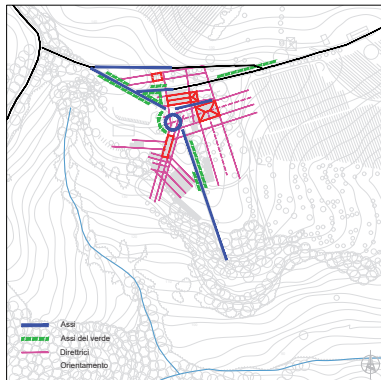 Assi
Assi del verde
Direttrici
Orientamento